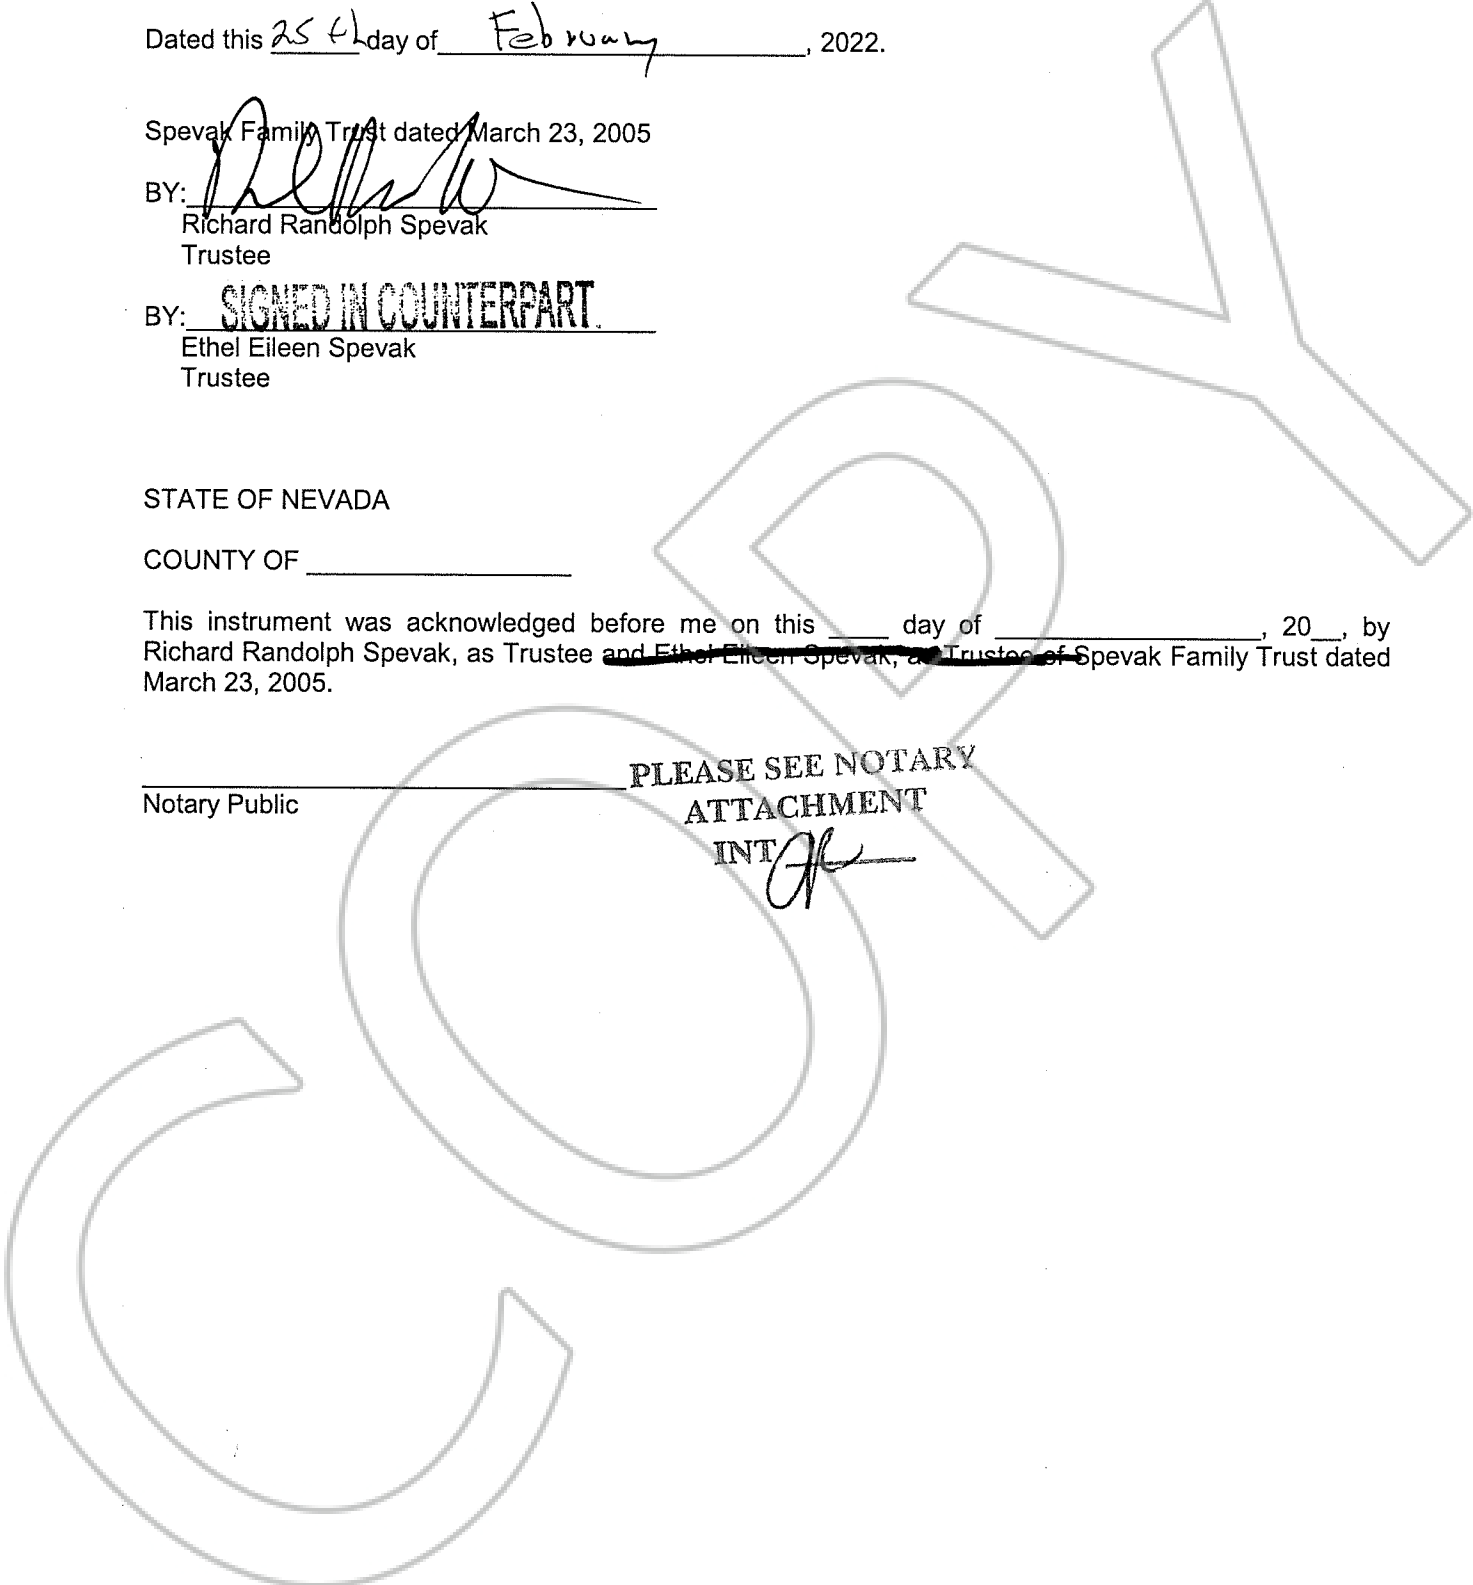 Dated this 25 th day of February, 2022.
Spevak Family Trust dated March 23, 2005
BY:
Richard Randolph Spevak
Trustee
BY: SIGNED IN COUNTERPART
Ethel Eileen Spevak
Trustee
STATE OF NEVADA
COUNTY OF
This instrument was acknowledged before me on this ____ day of ____________, 20__, by
Richard Randolph Spevak, as Trustee and Ethel Eileen Spevak, as Trustee of Spevak Family Trust dated
March 23, 2005.
PLEASE SEE NOTARY
Notary Public
ATTACHMENT
INT
COPY